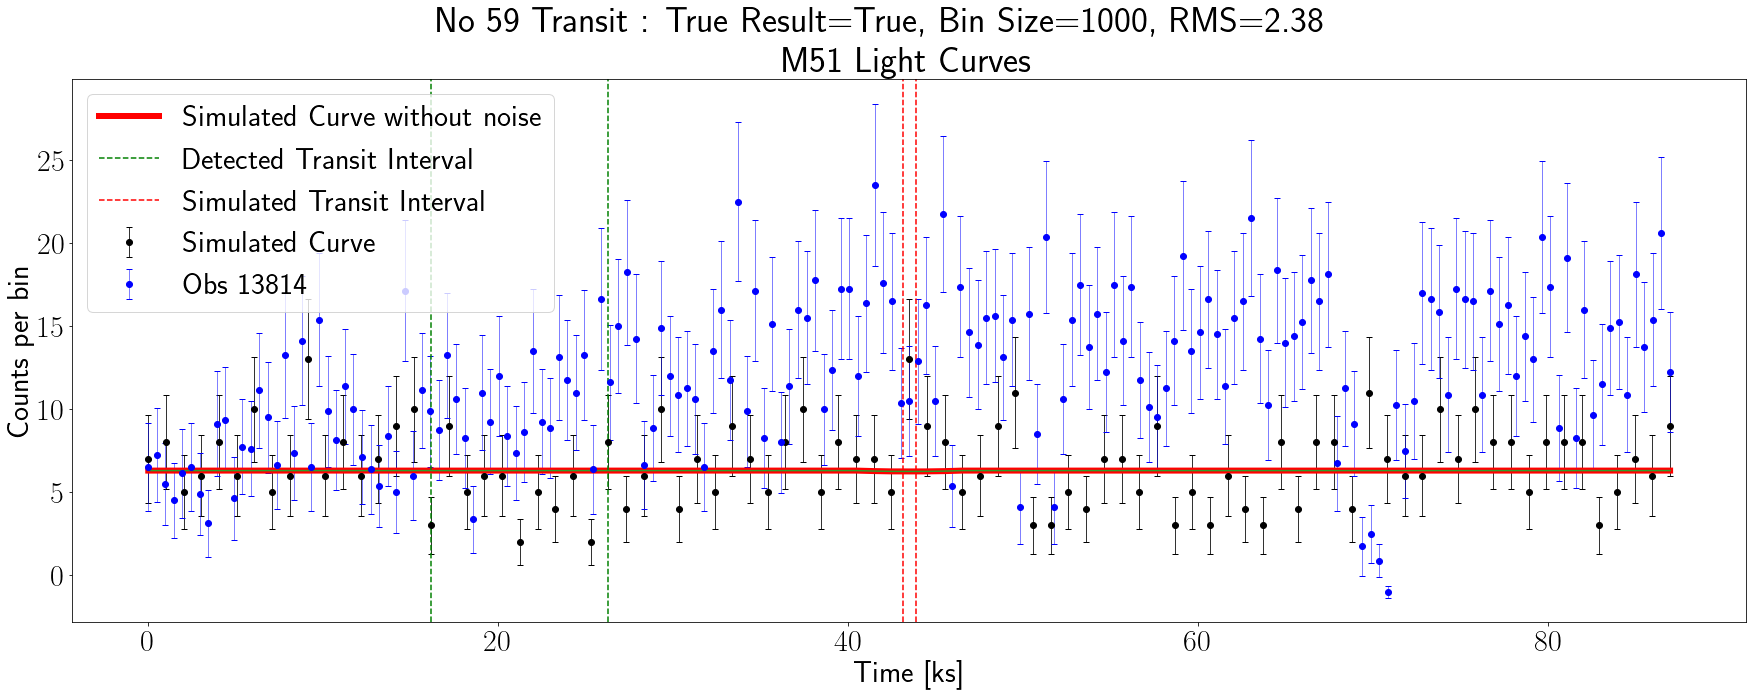 No 59 Transit : True Result=True, Bin Size=1000, RMS=2.38
M51 Light Curves
Simulated Curve without noise
Detected Transit Interval
Simulated Transit Interval
Simulated Curve
Obs 13814
Counts per bin
25
20
15
10
5
0
0 20 40 60 80
Time [ks]